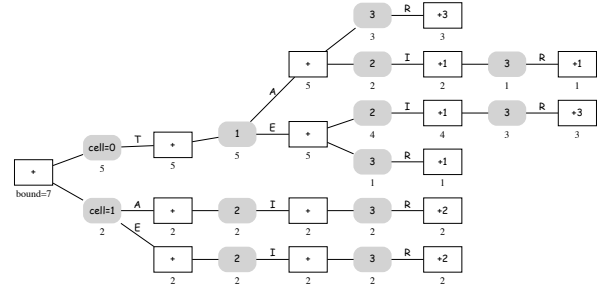 3 R +3
3 3
+ 2 I +1 3 R +1
5 2 2 1 1
A
T 1 E + 2 I +1 3 R +3
cell=0 + 5 5 4 4 3 3
5 5
+ 3 R +1
bound=7 1 1
cell=1 A + 2 I + 3 R +2
2 2 2 2 2 2
E
+ 2 I + 3 R +2
2 2 2 2 2